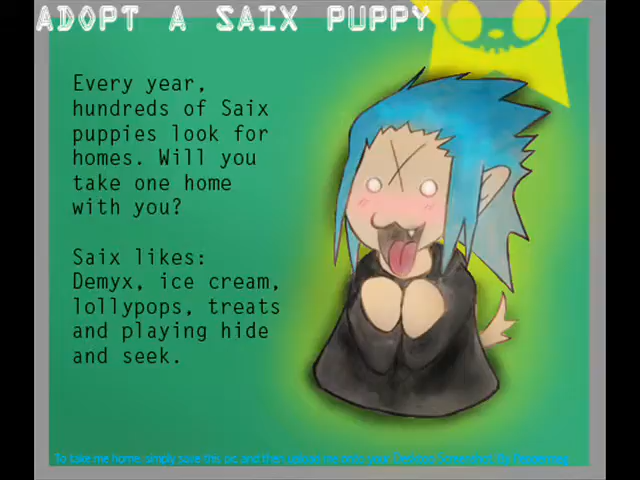 ADOPT A SAIX PUPPY
Every year,
hundreds of Saix
puppies look for
homes. Will you
take one home
with you?
Saix likes:
Demyx, ice cream,
lollypops, treats
and playing hide
and seek.
To take me home, simply save this pic and then upload me onto your